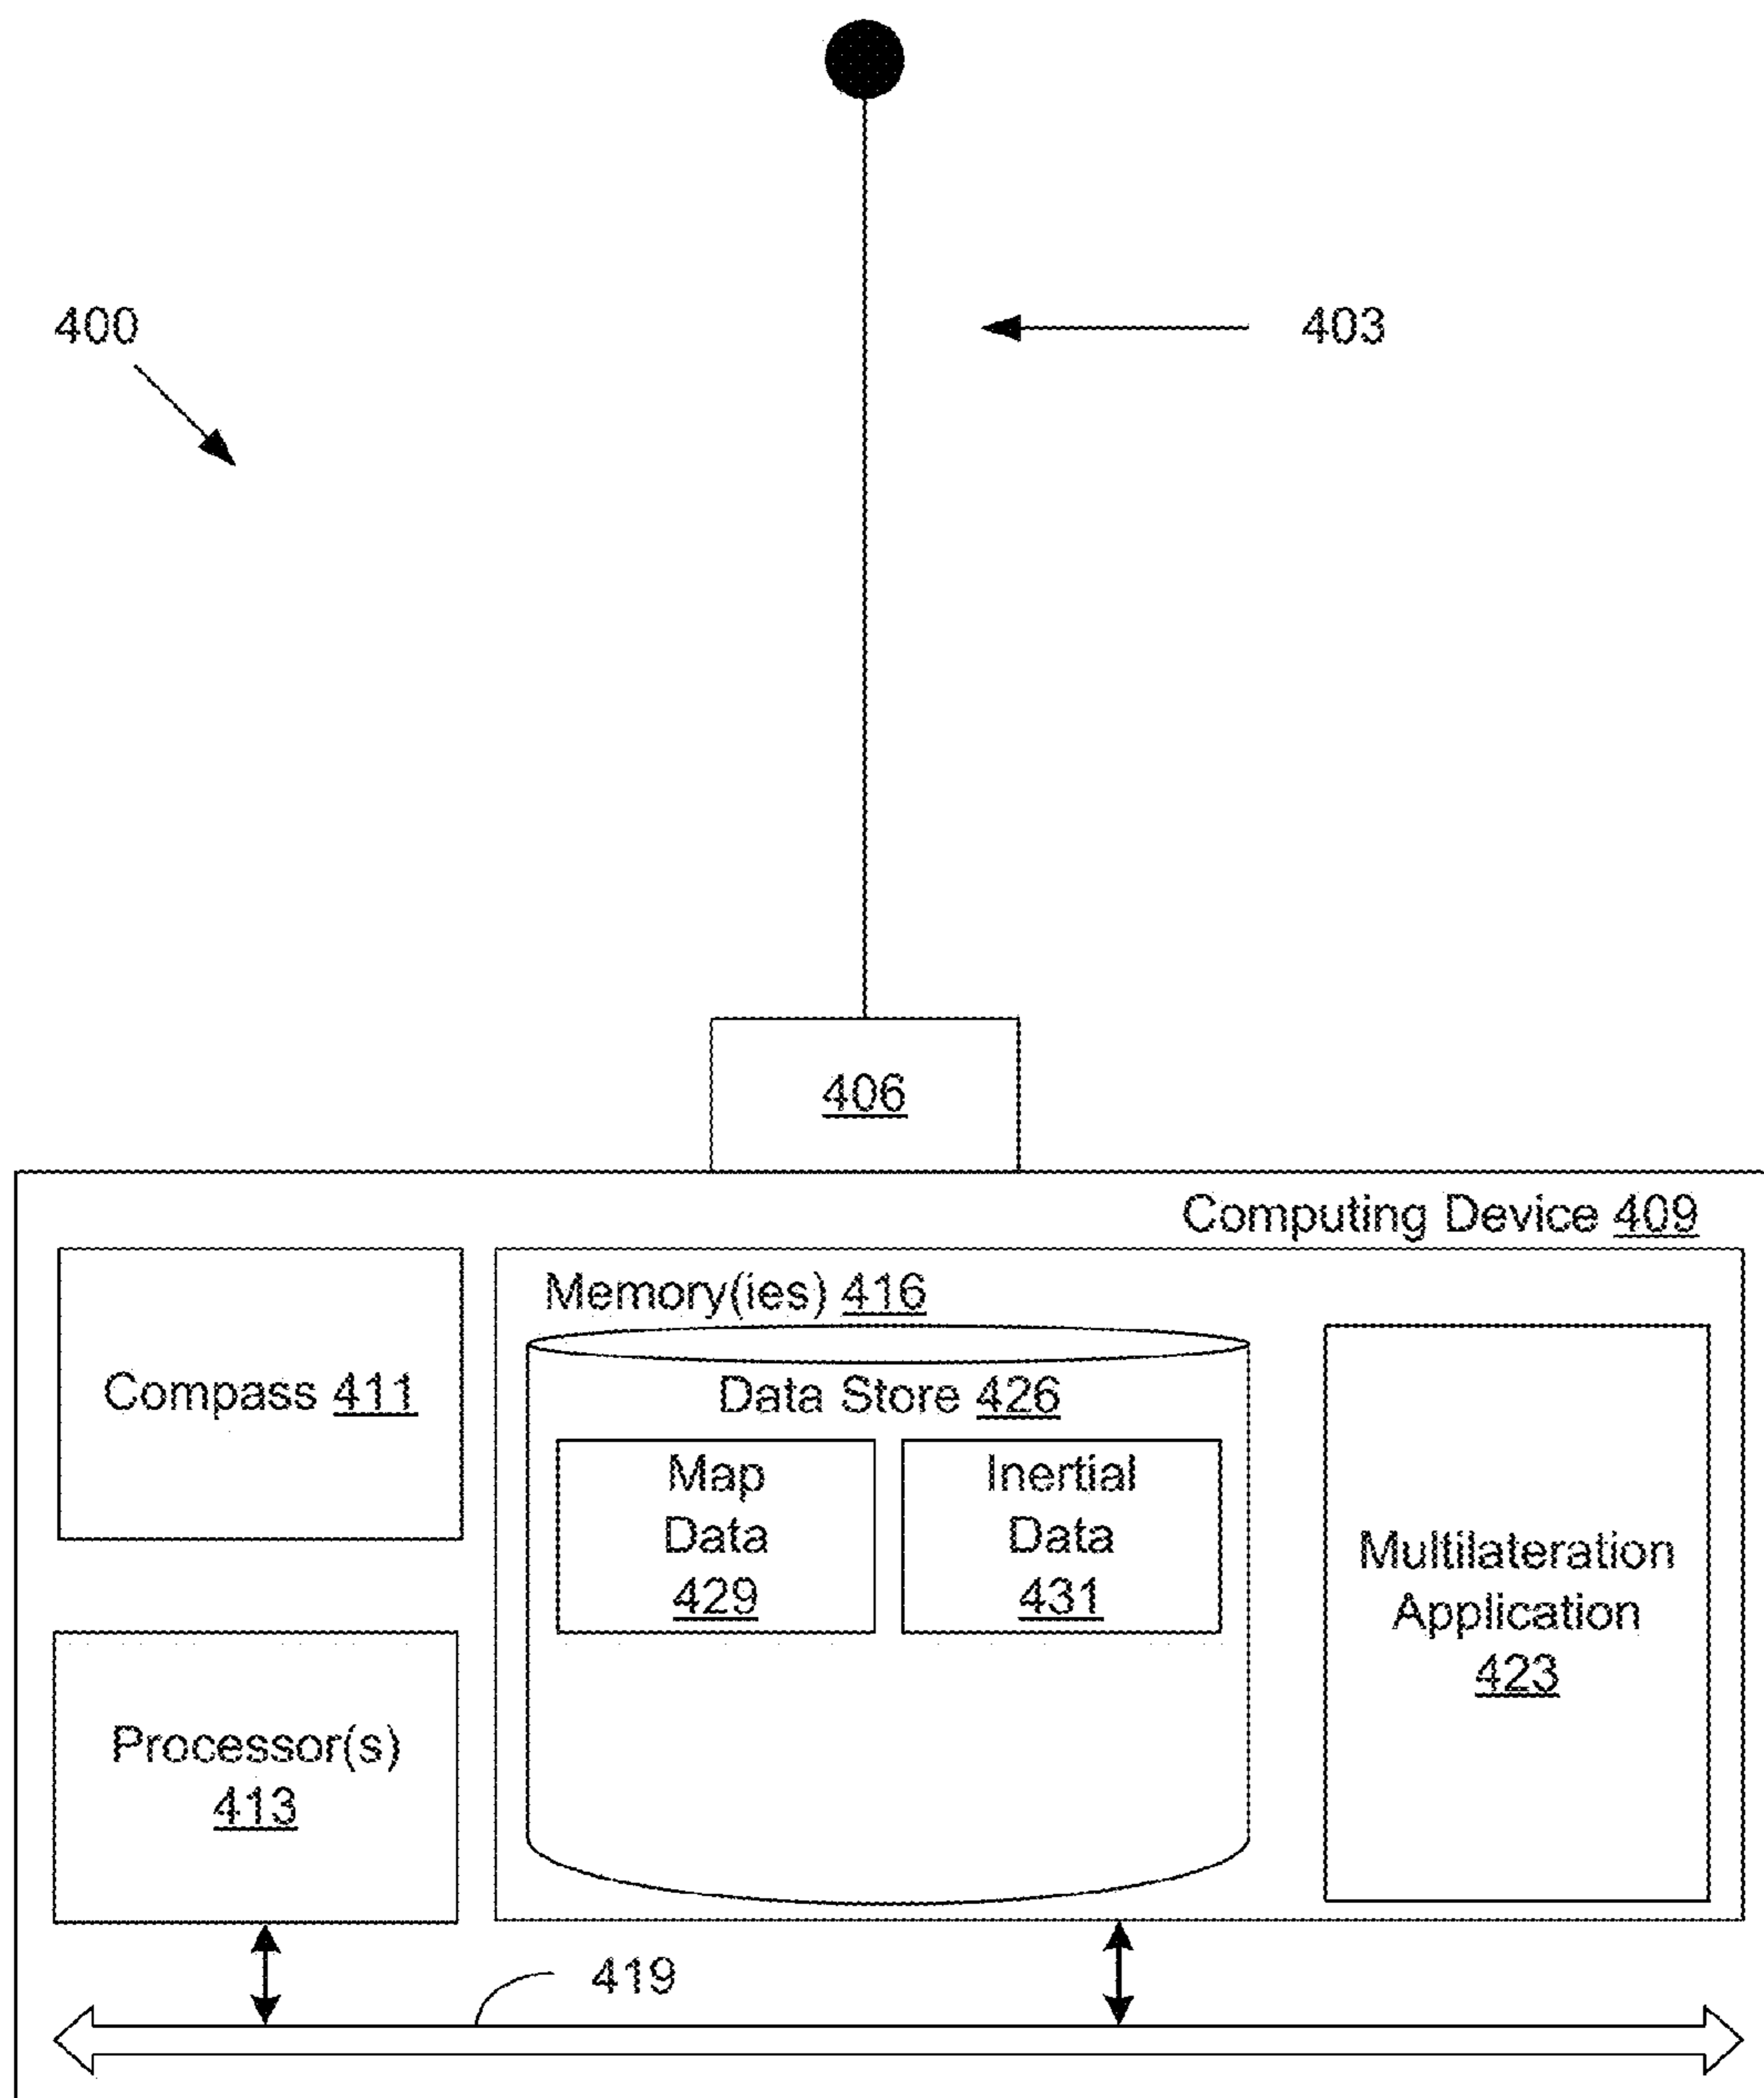 400
403
406
Computing Device 409
Memory(ies) 416
Compass 411
Data Store 426
Map
Data
429
Inertial
Data
431
Multilateration
Application
423
Processor(s)
413
419